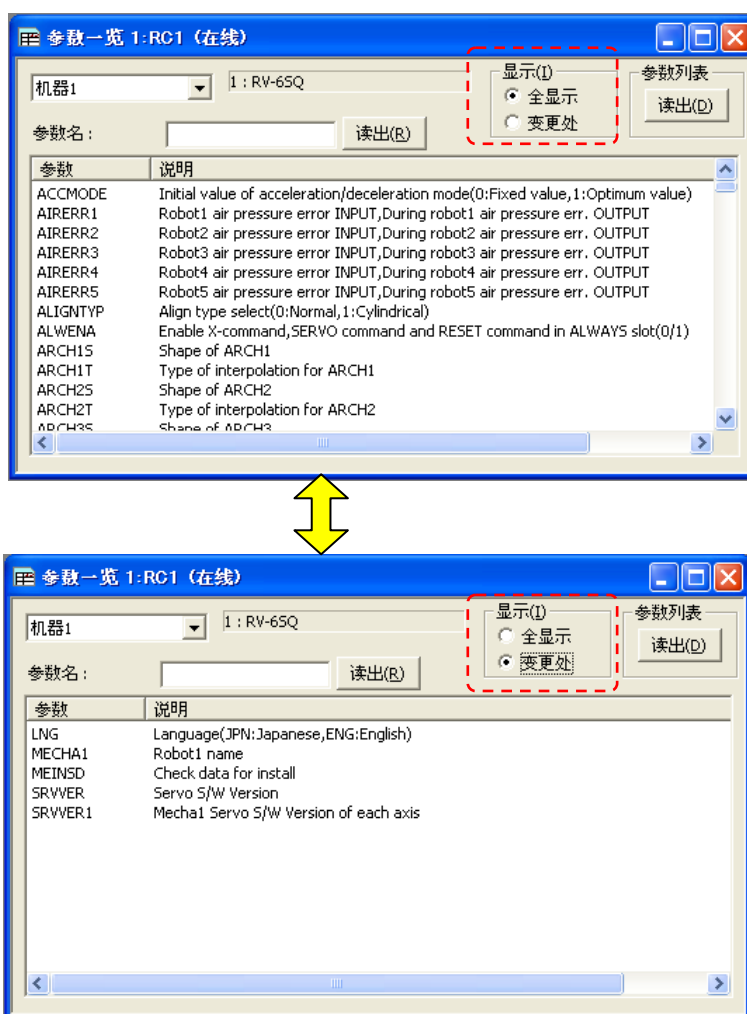 参数一览 1:RC1 (在线)
机器1
1 : RV-6SQ
显示(I)
全显示
变更处
参数列表
读出(D)
参数名：
读出(R)
参数 说明
ACCMODE Initial value of acceleration/deceleration mode(0:Fixed value,1:Optimum value)
AIRERR1 Robot1 air pressure error INPUT,During robot1 air pressure err. OUTPUT
AIRERR2 Robot2 air pressure error INPUT,During robot2 air pressure err. OUTPUT
AIRERR3 Robot3 air pressure error INPUT,During robot3 air pressure err. OUTPUT
AIRERR4 Robot4 air pressure error INPUT,During robot4 air pressure err. OUTPUT
AIRERR5 Robot5 air pressure error INPUT,During robot5 air pressure err. OUTPUT
ALIGNTYP Align type select(0:Normal,1:Cylindrical)
ALWENA Enable X-command,SERVO command and RESET command in ALWAYS slot(0/1)
ARCH1S Shape of ARCH1
ARCH1T Type of interpolation for ARCH1
ARCH2S Shape of ARCH2
ARCH2T Type of interpolation for ARCH2
ARCH3S Shape of ARCH3
参数一览 1:RC1 (在线)
机器1
1 : RV-6SQ
显示(I)
全显示
变更处
参数列表
读出(D)
参数名：
读出(R)
参数 说明
LNG Language(JPN:Japanese,ENG:English)
MECHA1 Robot1 name
MEINSD Check data for install
SRVVER Servo S/W Version
SRVVER1 Mecha1 Servo S/W Version of each axis